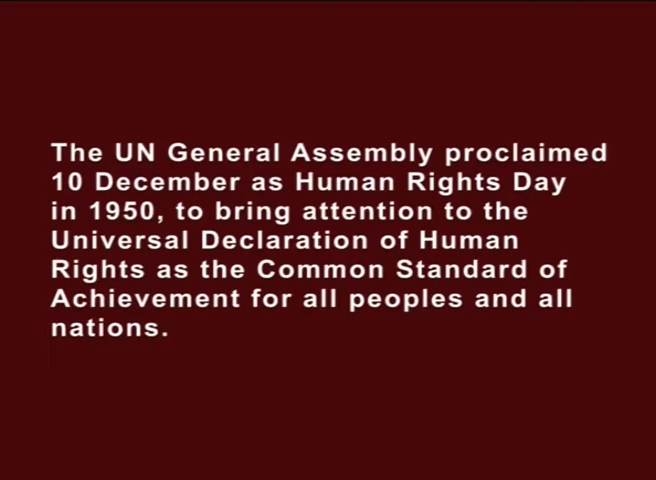 The UN General Assembly proclaimed
10 December as Human Rights Day
in 1950, to bring attention to the
Universal Declaration of Human
Rights as the Common Standard of
Achievement for all peoples and all
nations.